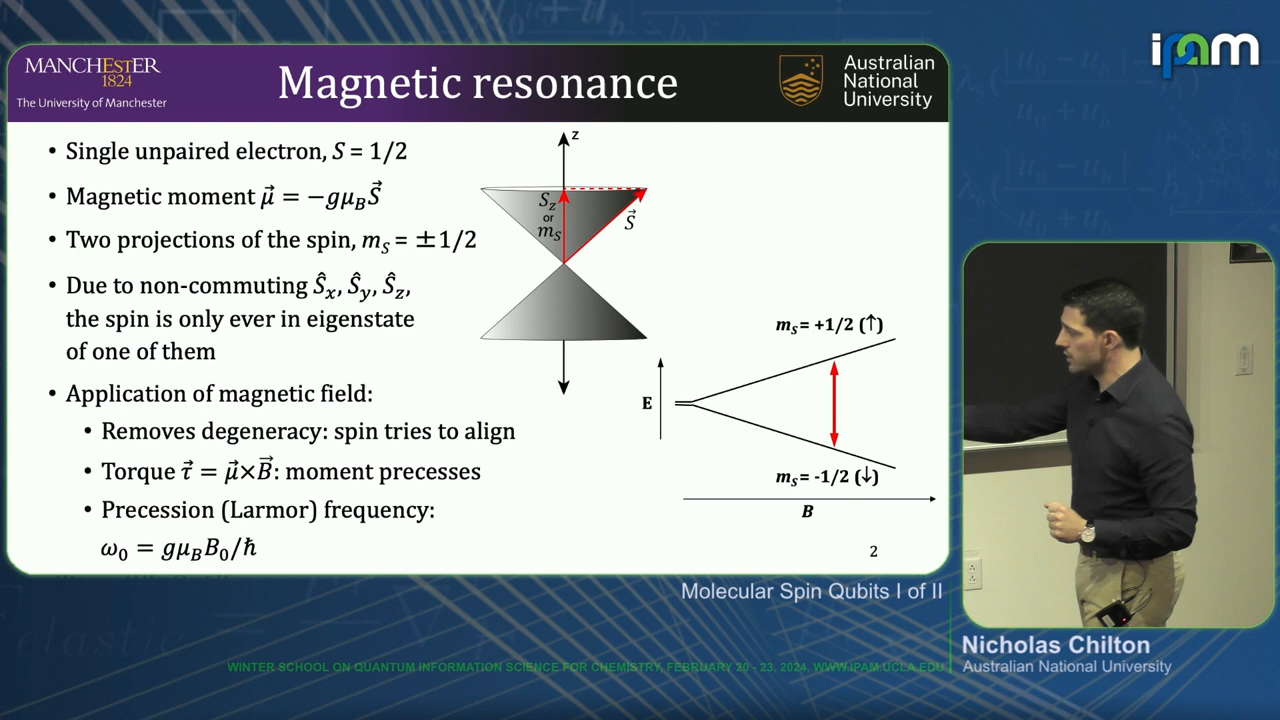 MANCHESTER
1824
The University of Manchester
Magnetic resonance
Australian
National
University
ipam
• Single unpaired electron, S = 1/2
• Magnetic moment μ⃗ = −gμ_B S⃗
• Two projections of the spin, m_S = ±1/2
• Due to non-commuting Ŝ_x, Ŝ_y, Ŝ_z,
the spin is only ever in eigenstate
of one of them
• Application of magnetic field:
• Removes degeneracy: spin tries to align
• Torque τ⃗ = μ⃗×B⃗: moment precesses
• Precession (Larmor) frequency:
ω₀ = gμ_B B₀/ħ
z
S_z
or
m_S
S⃗
m_S= +1/2 (↑)
E
m_S= -1/2 (↓)
B
2
Molecular Spin Qubits I of II
Nicholas Chilton
Australian National University
WINTER SCHOOL ON QUANTUM INFORMATION SCIENCE FOR CHEMISTRY, FEBRUARY 20 - 23, 2024, WWW.IPAM.UCLA.EDU